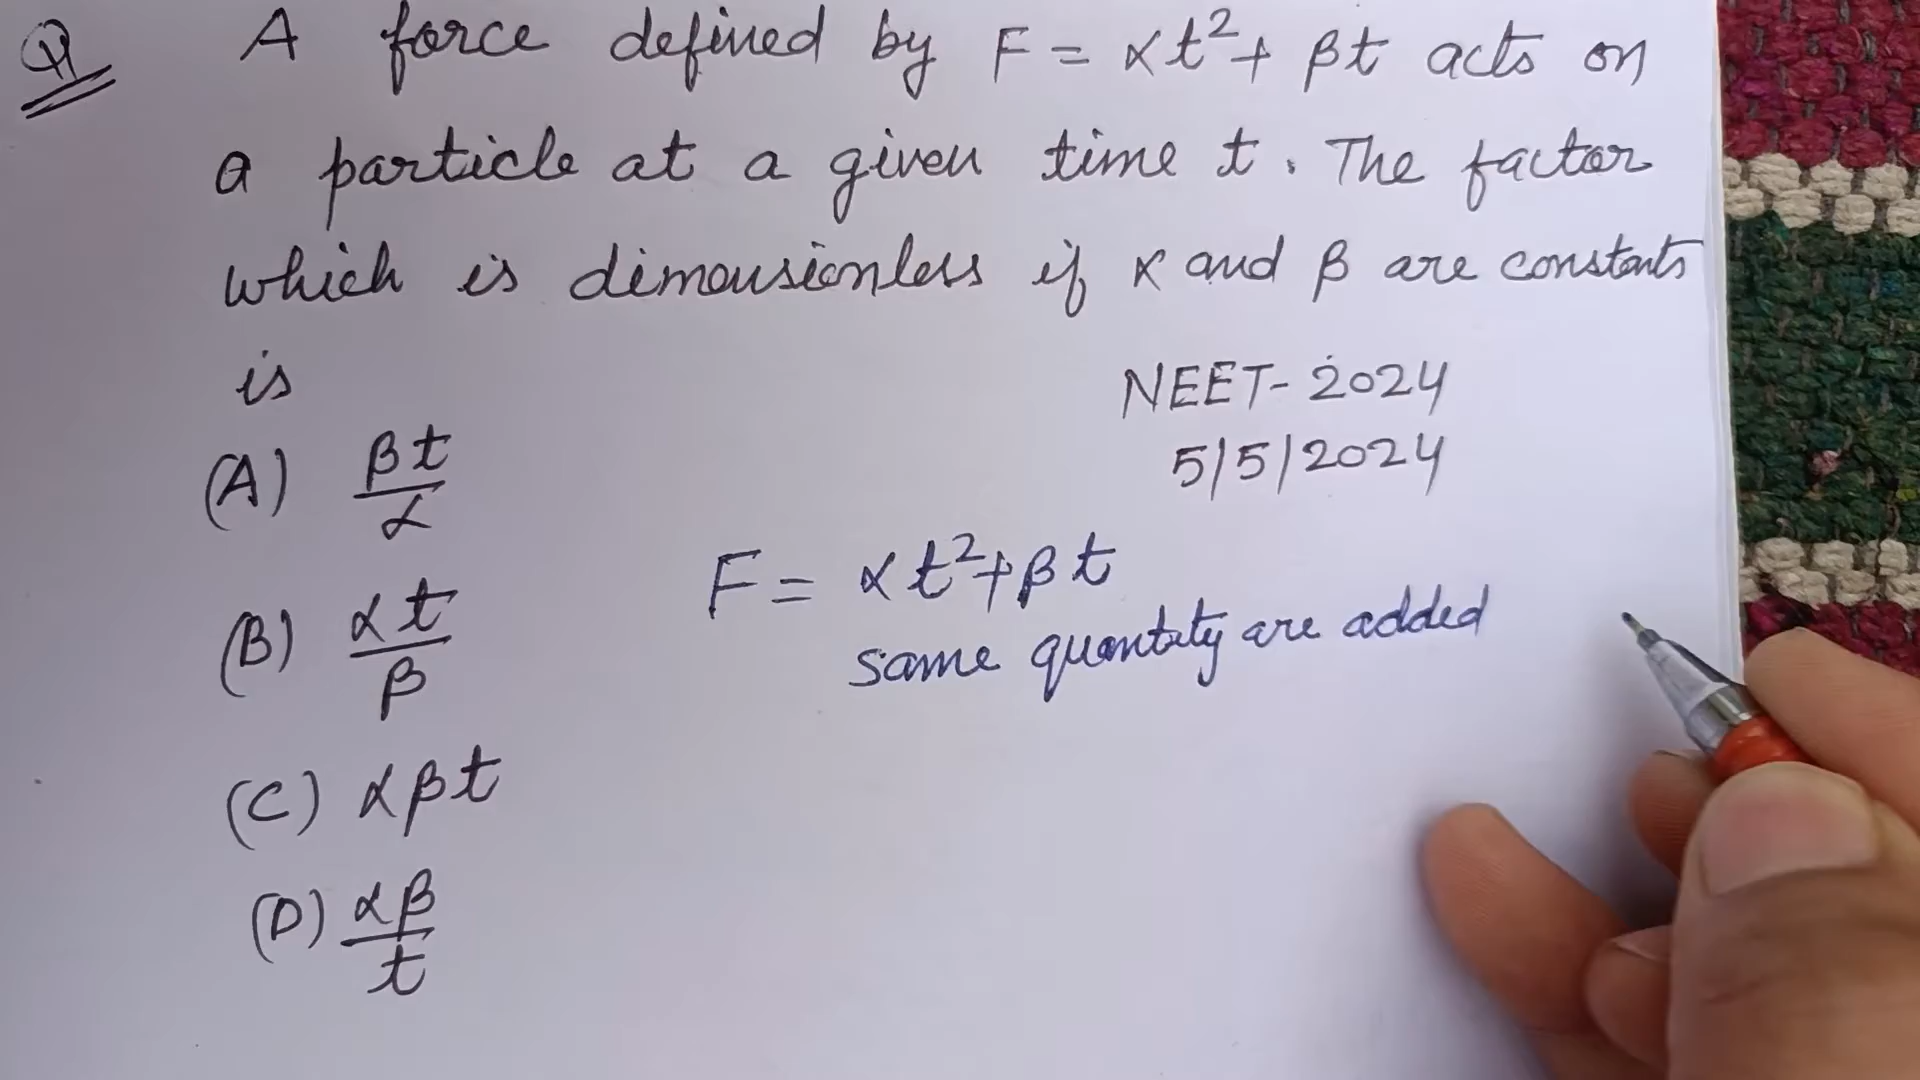 Q
A force defined by F = αt² + βt acts on
a particle at a given time t. The factor
which is dimensionless if α and β are constants
is
NEET-2024
5/5/2024
(A) βt/α
(B) αt/β
(C) αβt
(D) αβ/t
F = αt²+βt
same quantity are added